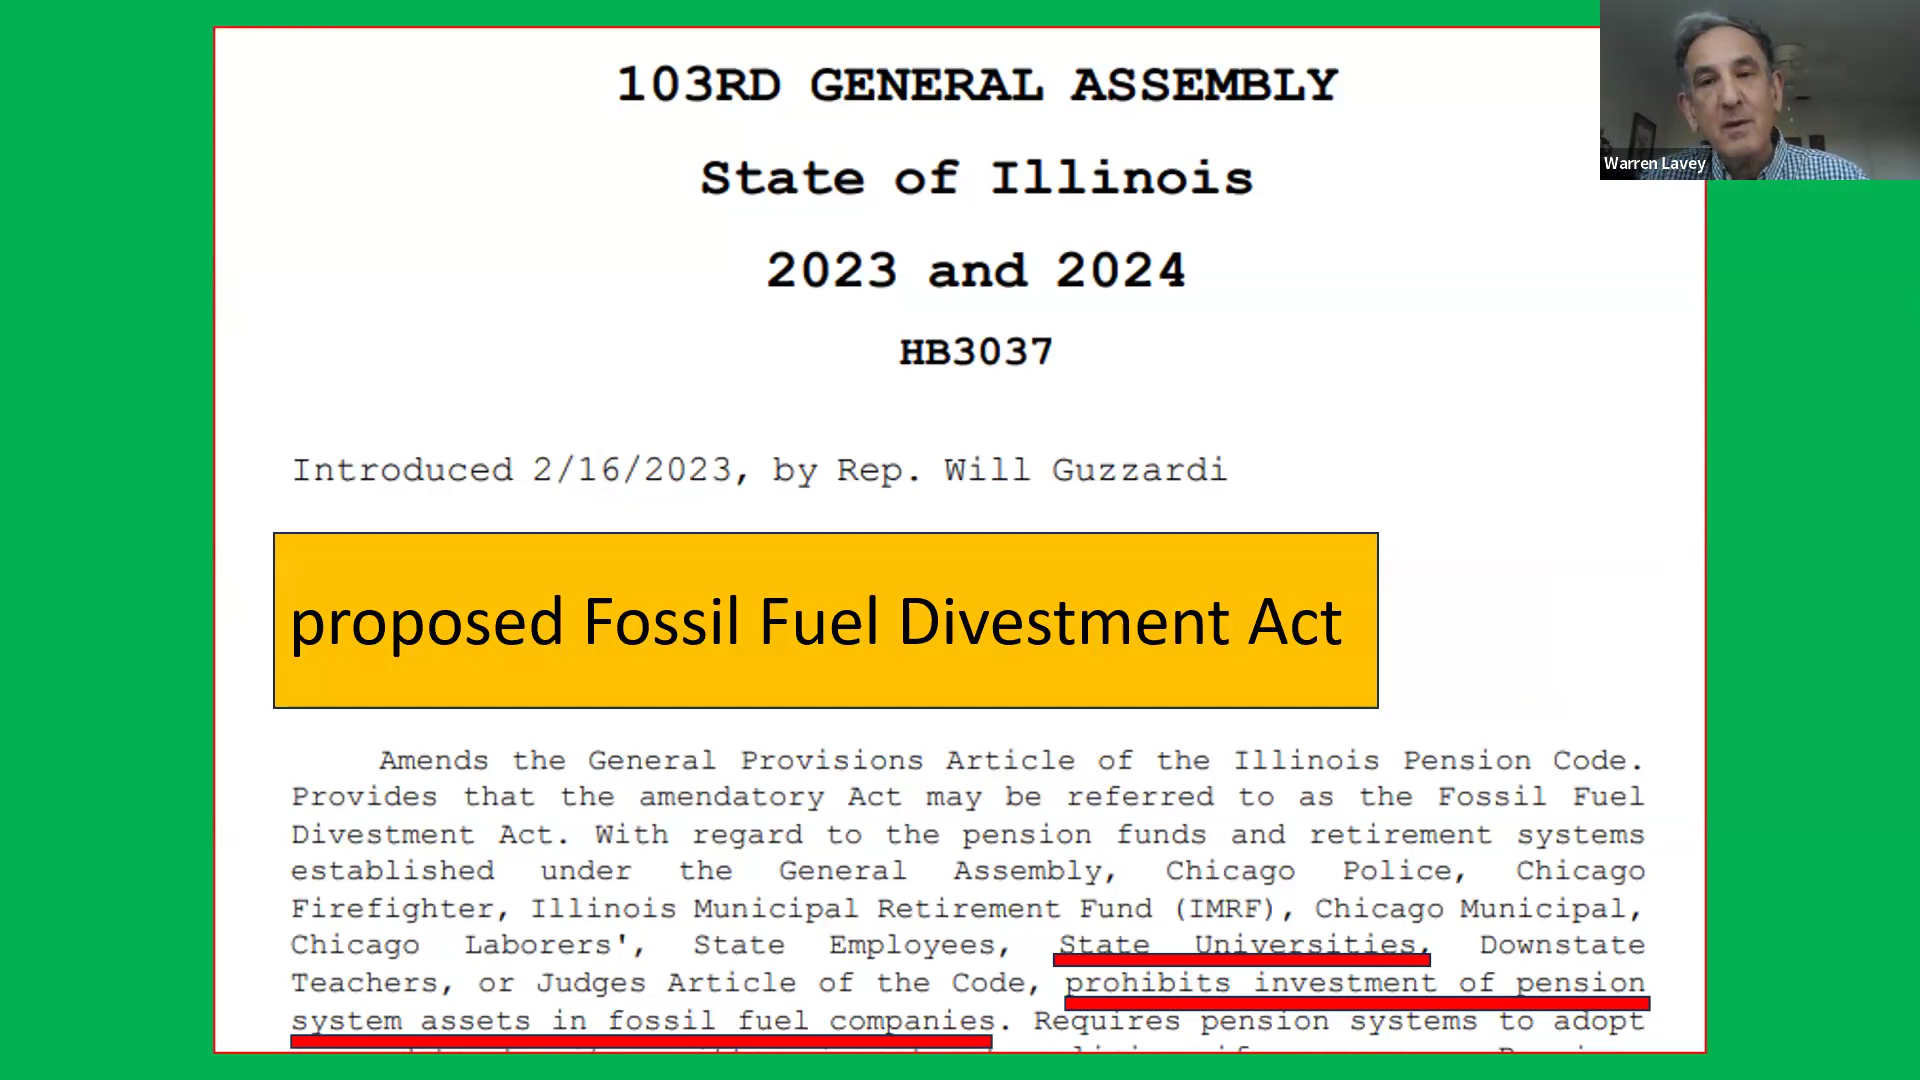 103RD GENERAL ASSEMBLY
State of Illinois
2023 and 2024
HB3037
Introduced 2/16/2023, by Rep. Will Guzzardi
proposed Fossil Fuel Divestment Act
Amends the General Provisions Article of the Illinois Pension Code.
Provides that the amendatory Act may be referred to as the Fossil Fuel
Divestment Act. With regard to the pension funds and retirement systems
established under the General Assembly, Chicago Police, Chicago
Firefighter, Illinois Municipal Retirement Fund (IMRF), Chicago Municipal,
Chicago Laborers', State Employees, State Universities, Downstate
Teachers, or Judges Article of the Code, prohibits investment of pension
system assets in fossil fuel companies. Requires pension systems to adopt
Warren Lavey